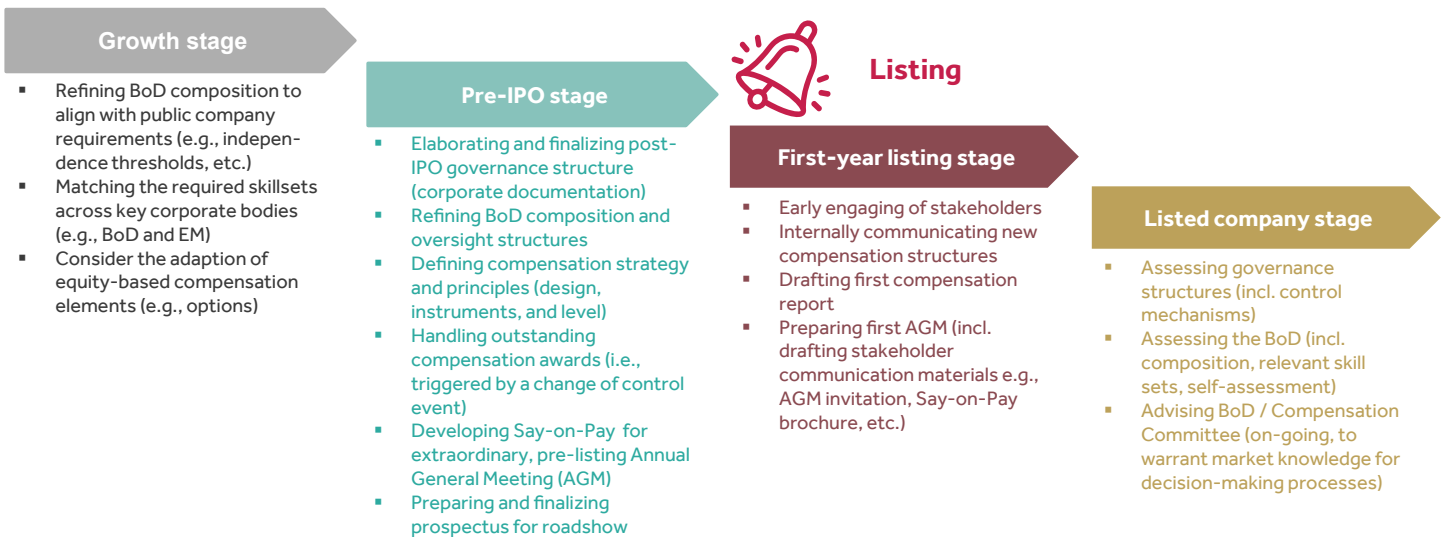 Growth stage
▪ Refining BoD composition to
align with public company
requirements (e.g., indepen-
dence thresholds, etc.)
▪ Matching the required skillsets
across key corporate bodies
(e.g., BoD and EM)
▪ Consider the adaption of
equity-based compensation
elements (e.g., options)
Pre-IPO stage
▪ Elaborating and finalizing post-
IPO governance structure
(corporate documentation)
▪ Refining BoD composition and
oversight structures
▪ Defining compensation strategy
and principles (design,
instruments, and level)
▪ Handling outstanding
compensation awards (i.e.,
triggered by a change of control
event)
▪ Developing Say-on-Pay for
extraordinary, pre-listing Annual
General Meeting (AGM)
▪ Preparing and finalizing
prospectus for roadshow
Listing
First-year listing stage
▪ Early engaging of stakeholders
▪ Internally communicating new
compensation structures
▪ Drafting first compensation
report
▪ Preparing first AGM (incl.
drafting stakeholder
communication materials e.g.,
AGM invitation, Say-on-Pay
brochure, etc.)
Listed company stage
▪ Assessing governance
structures (incl. control
mechanisms)
▪ Assessing the BoD (incl.
composition, relevant skill
sets, self-assessment)
▪ Advising BoD / Compensation
Committee (on-going, to
warrant market knowledge for
decision-making processes)